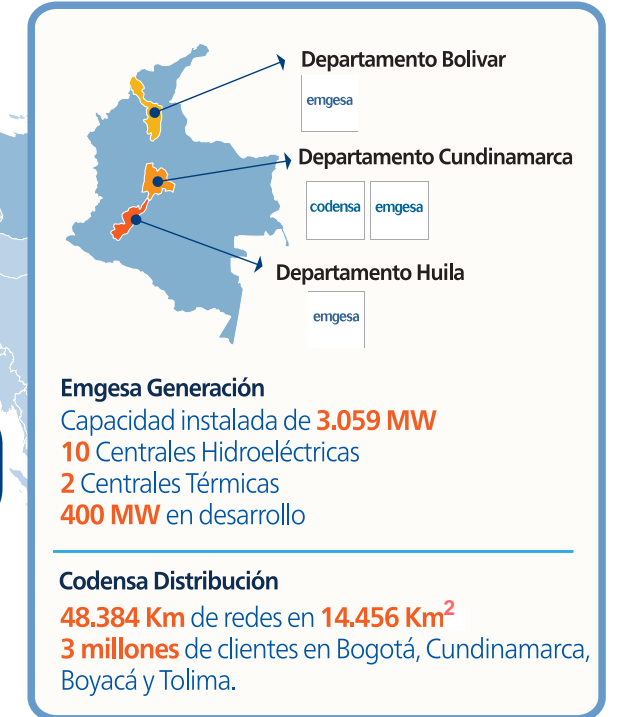 Departamento Bolivar
emgesa
Departamento Cundinamarca
codensa emgesa
Departamento Huila
emgesa
Emgesa Generación
Capacidad instalada de 3.059 MW
10 Centrales Hidroeléctricas
2 Centrales Térmicas
400 MW en desarrollo
Codensa Distribución
48.384 Km de redes en 14.456 Km²
3 millones de clientes en Bogotá, Cundinamarca,
Boyacá y Tolima.